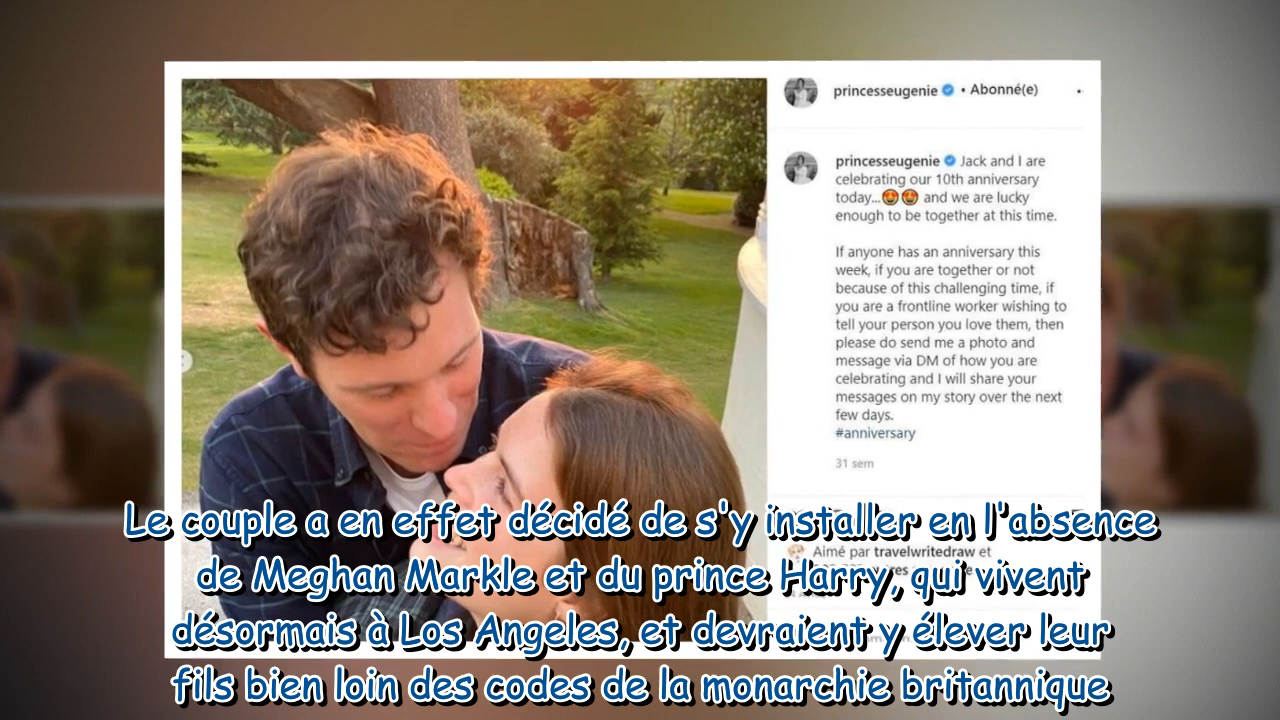 princesseugenie • Abonné(e)
princesseugenie Jack and I are
celebrating our 10th anniversary
today...😍😍 and we are lucky
enough to be together at this time.
If anyone has an anniversary this
week, if you are together or not
because of this challenging time, if
you are a frontline worker wishing to
tell your person you love them, then
please do send me a photo and
message via DM of how you are
celebrating and I will share your
messages on my story over the next
few days.
#anniversary
31 sem
Aimé par travelwritedraw et
Le couple a en effet décidé de s'y installer en l'absence
de Meghan Markle et du prince Harry, qui vivent
désormais à Los Angeles, et devraient y élever leur
fils bien loin des codes de la monarchie britannique